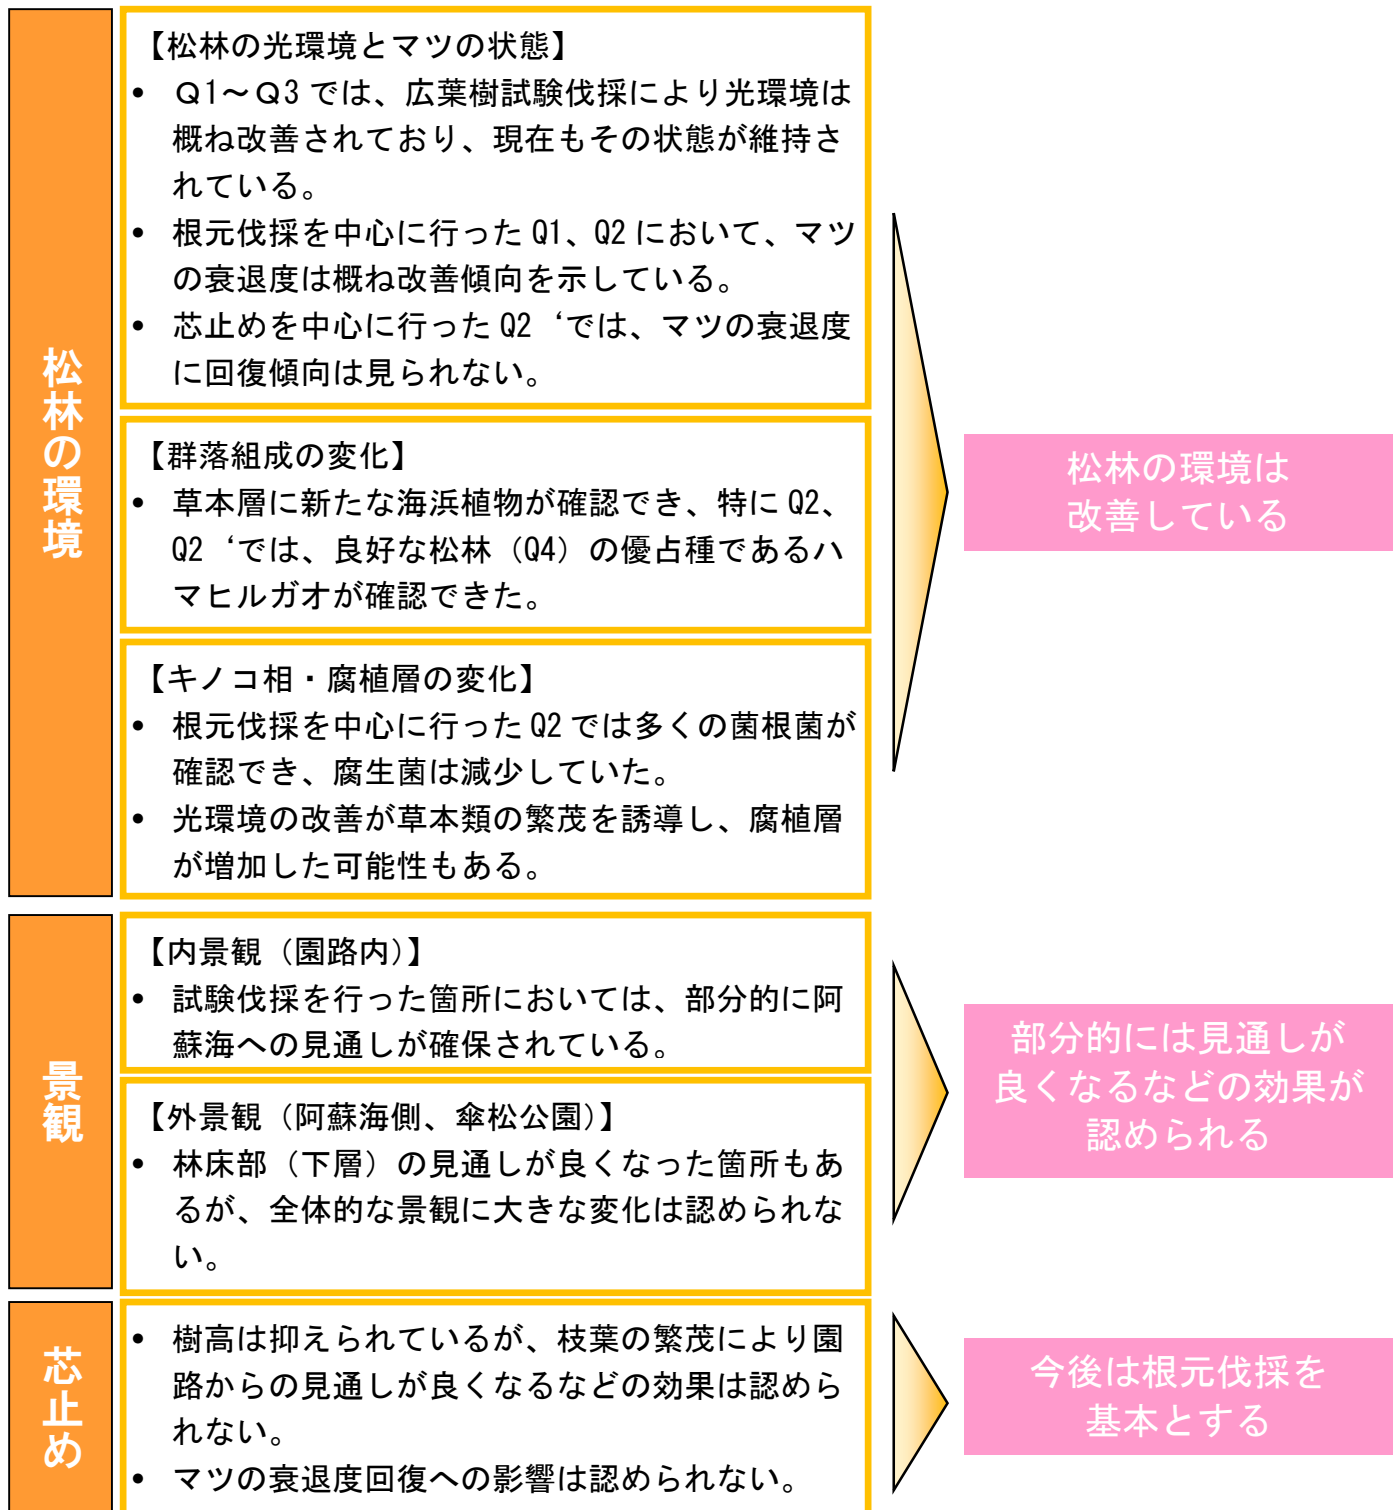 松林の環境
【松林の光環境とマツの状態】
• Ｑ1～Ｑ3 では、広葉樹試験伐採により光環境は
概ね改善されており、現在もその状態が維持さ
れている。
• 根元伐採を中心に行った Q1、Q2 において、マツ
の衰退度は概ね改善傾向を示している。
• 芯止めを中心に行った Q2‘では、マツの衰退度
に回復傾向は見られない。
【群落組成の変化】
• 草本層に新たな海浜植物が確認でき、特に Q2、
Q2‘では、良好な松林（Q4）の優占種であるハ
マヒルガオが確認できた。
【キノコ相・腐植層の変化】
• 根元伐採を中心に行った Q2 では多くの菌根菌が
確認でき、腐生菌は減少していた。
• 光環境の改善が草本類の繁茂を誘導し、腐植層
が増加した可能性もある。
松林の環境は
改善している
景観
【内景観（園路内）】
• 試験伐採を行った箇所においては、部分的に阿
蘇海への見通しが確保されている。
【外景観（阿蘇海側、傘松公園）】
• 林床部（下層）の見通しが良くなった箇所もあ
るが、全体的な景観に大きな変化は認められな
い。
部分的には見通しが
良くなるなどの効果が
認められる
芯止め
• 樹高は抑えられているが、枝葉の繁茂により園
路からの見通しが良くなるなどの効果は認めら
れない。
• マツの衰退度回復への影響は認められない。
今後は根元伐採を
基本とする